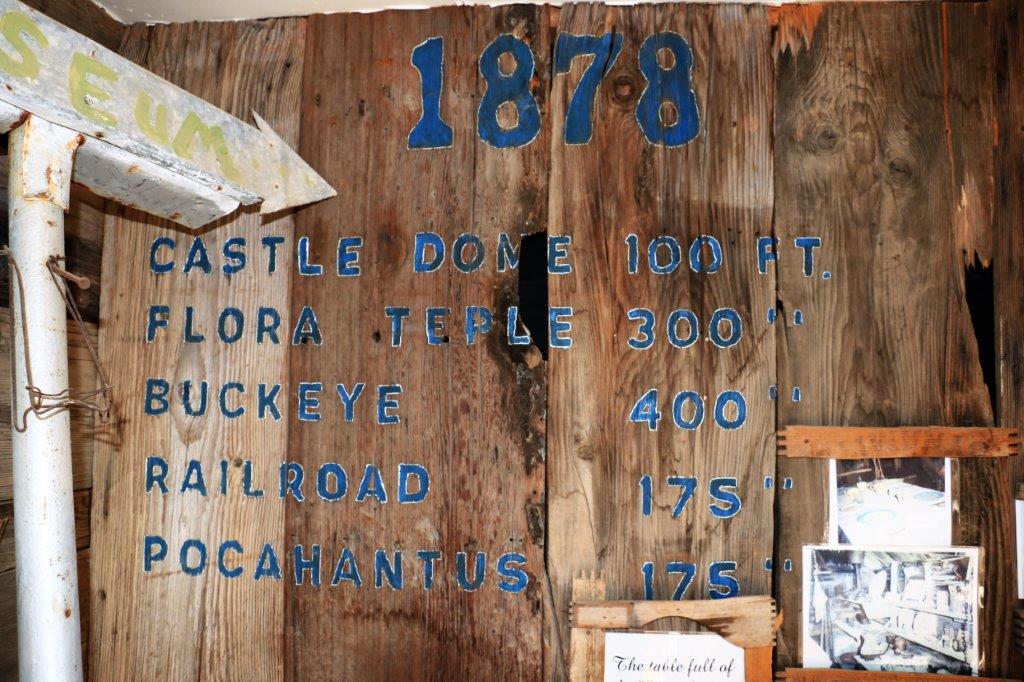 SEUM
1878
CASTLE DOME 100 FT.
FLORA TEPLE 300 "
BUCKEYE 400 "
RAILROAD 175 "
POCAHANTUS 175 "
The table full of